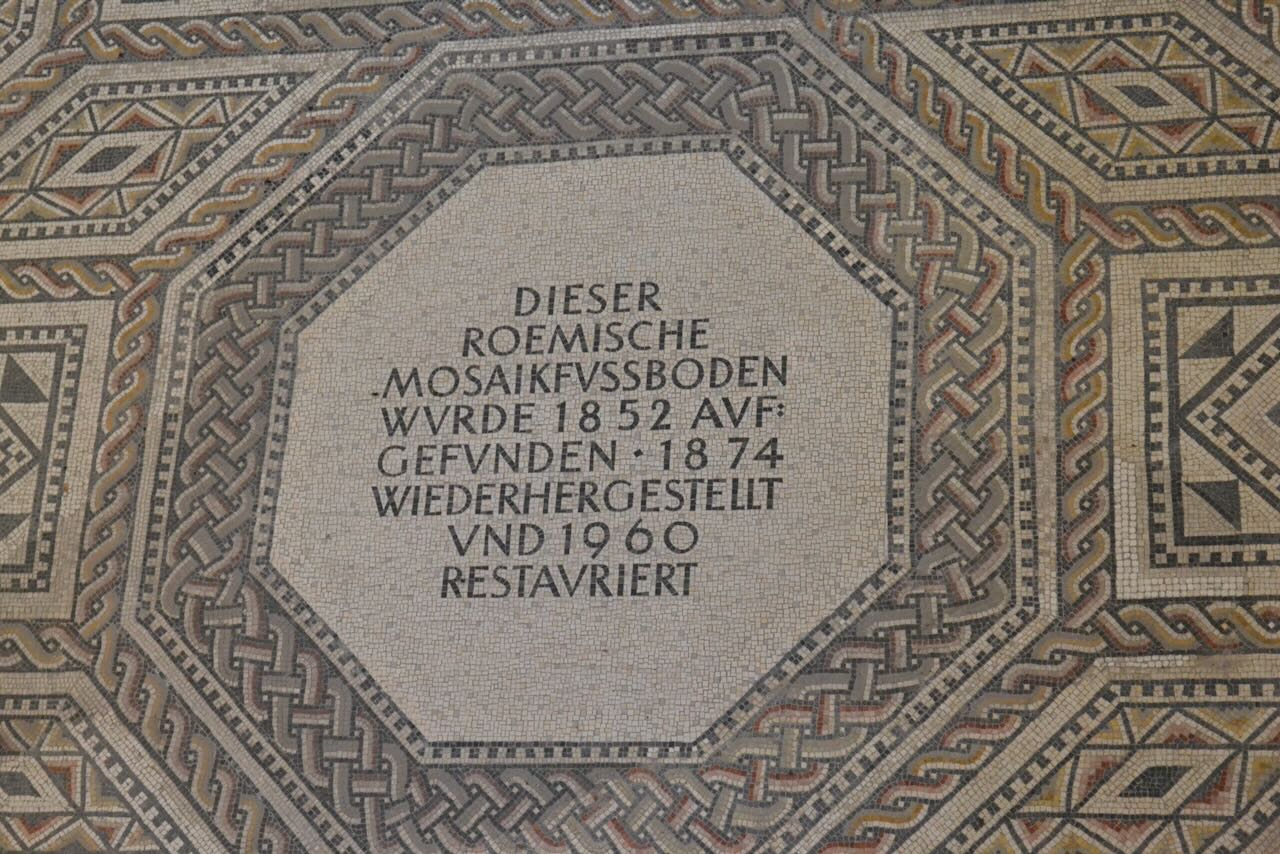 DIESER
ROEMISCHE
-MOSAIKFVSSBODEN
WVRDE 1852 AVF:
GEFVNDEN · 1874
WIEDERHERGESTELLT
VND 1960
RESTAVRIERT